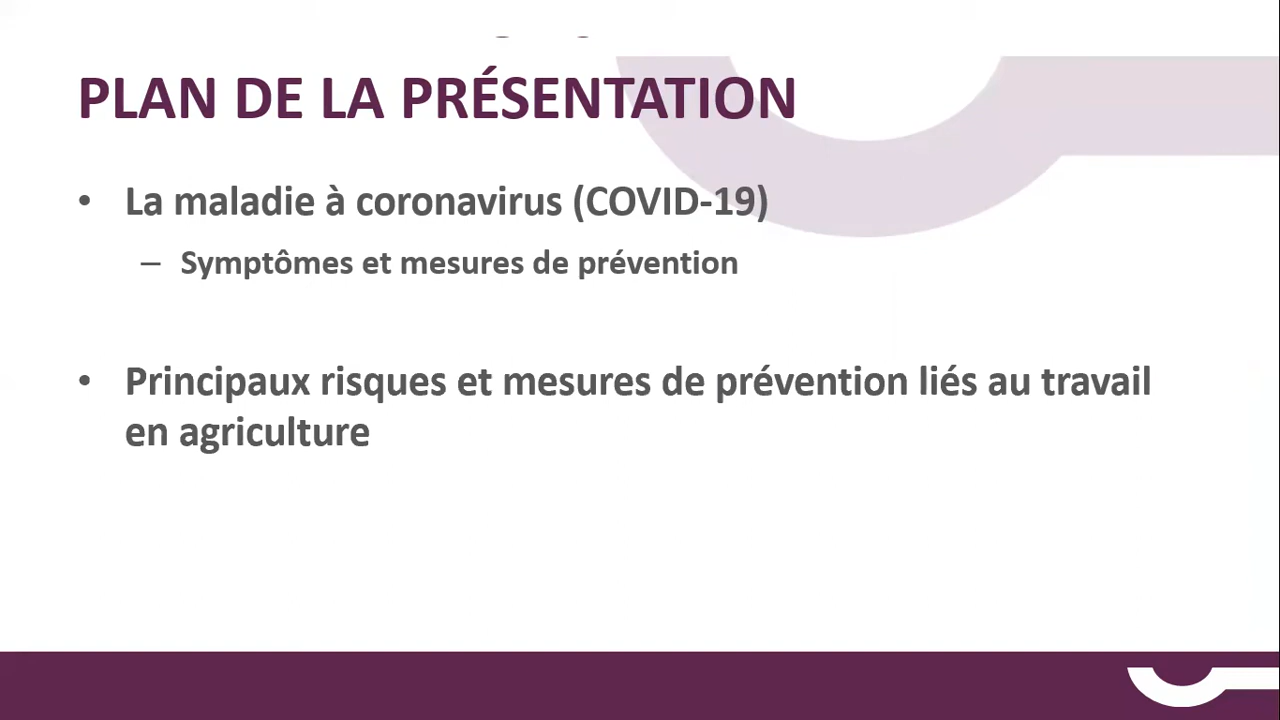 PLAN DE LA PRÉSENTATION
• La maladie à coronavirus (COVID-19)
– Symptômes et mesures de prévention
• Principaux risques et mesures de prévention liés au travail
en agriculture